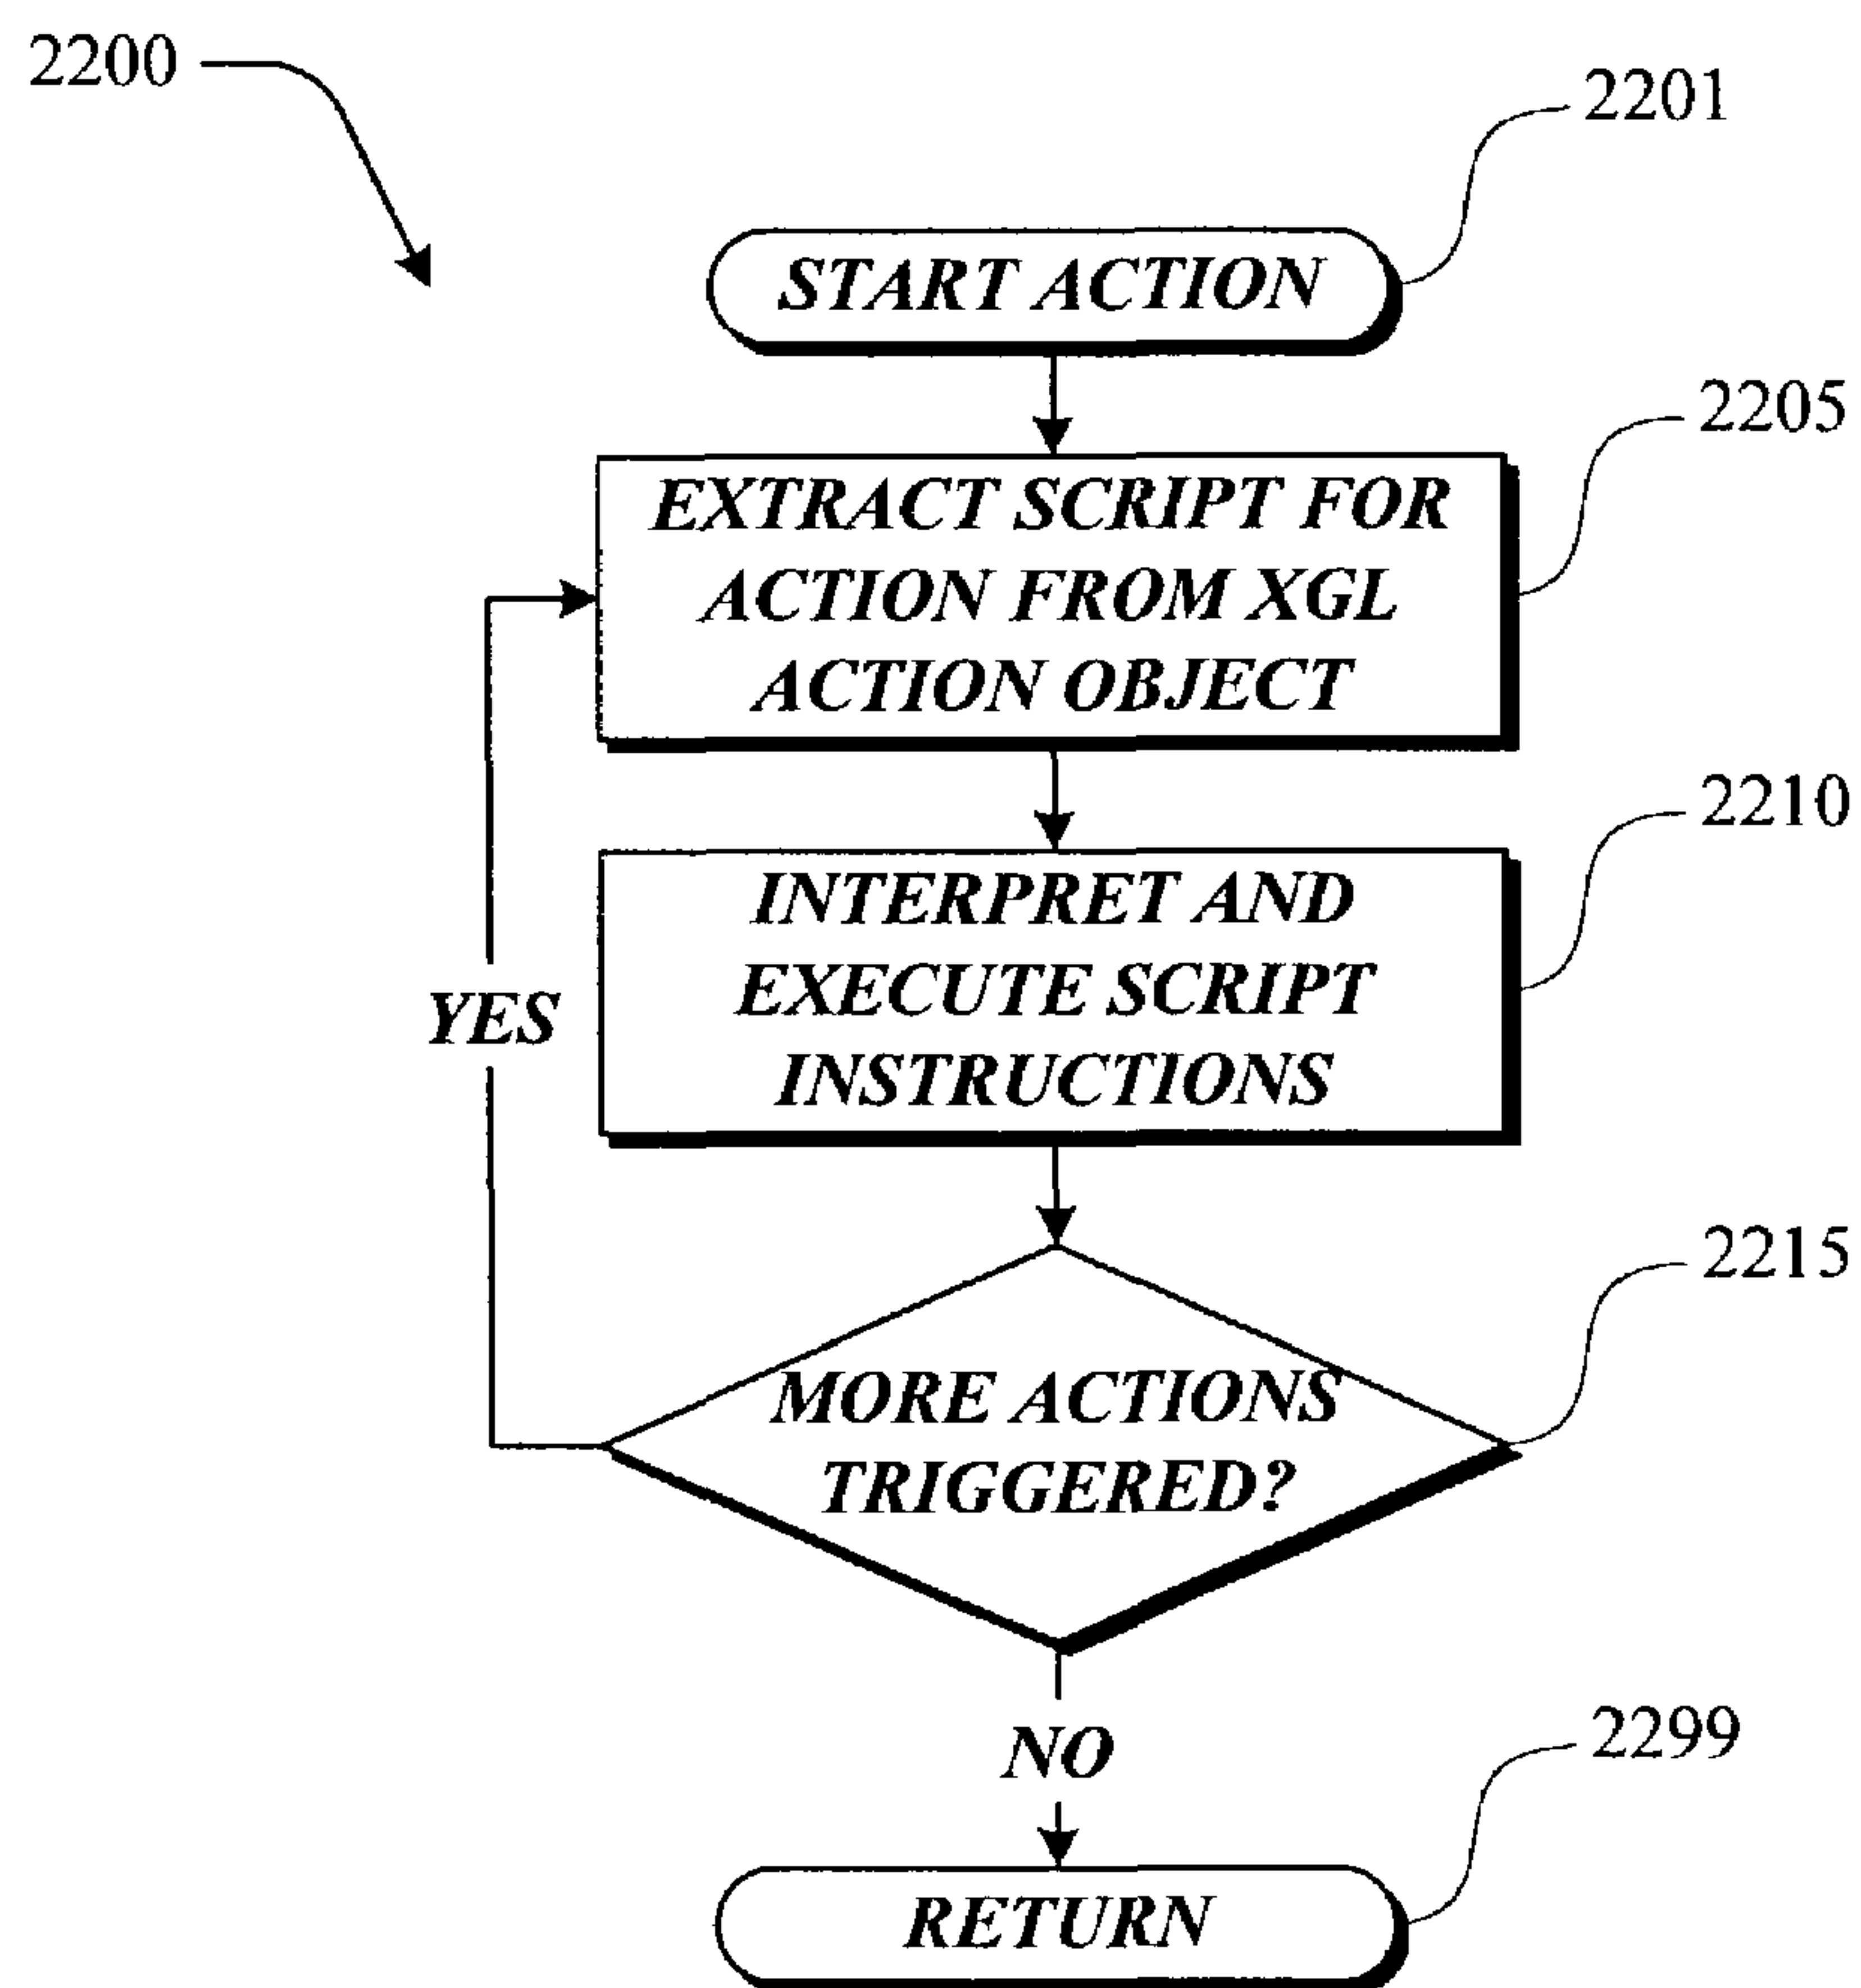 2200
2201
START ACTION
2205
EXTRACT SCRIPT FOR
ACTION FROM XGL
ACTION OBJECT
2210
INTERPRET AND
EXECUTE SCRIPT
INSTRUCTIONS
YES
2215
MORE ACTIONS
TRIGGERED?
NO
2299
RETURN